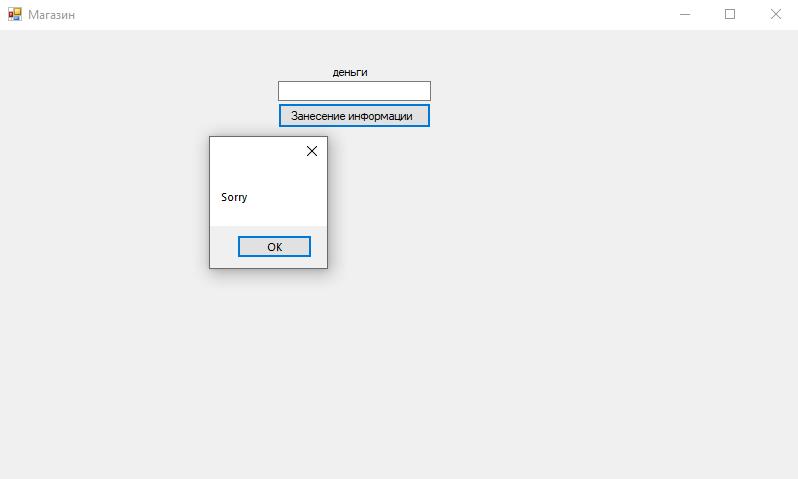 Магазин
деньги
Занесение информации
Sorry
OK